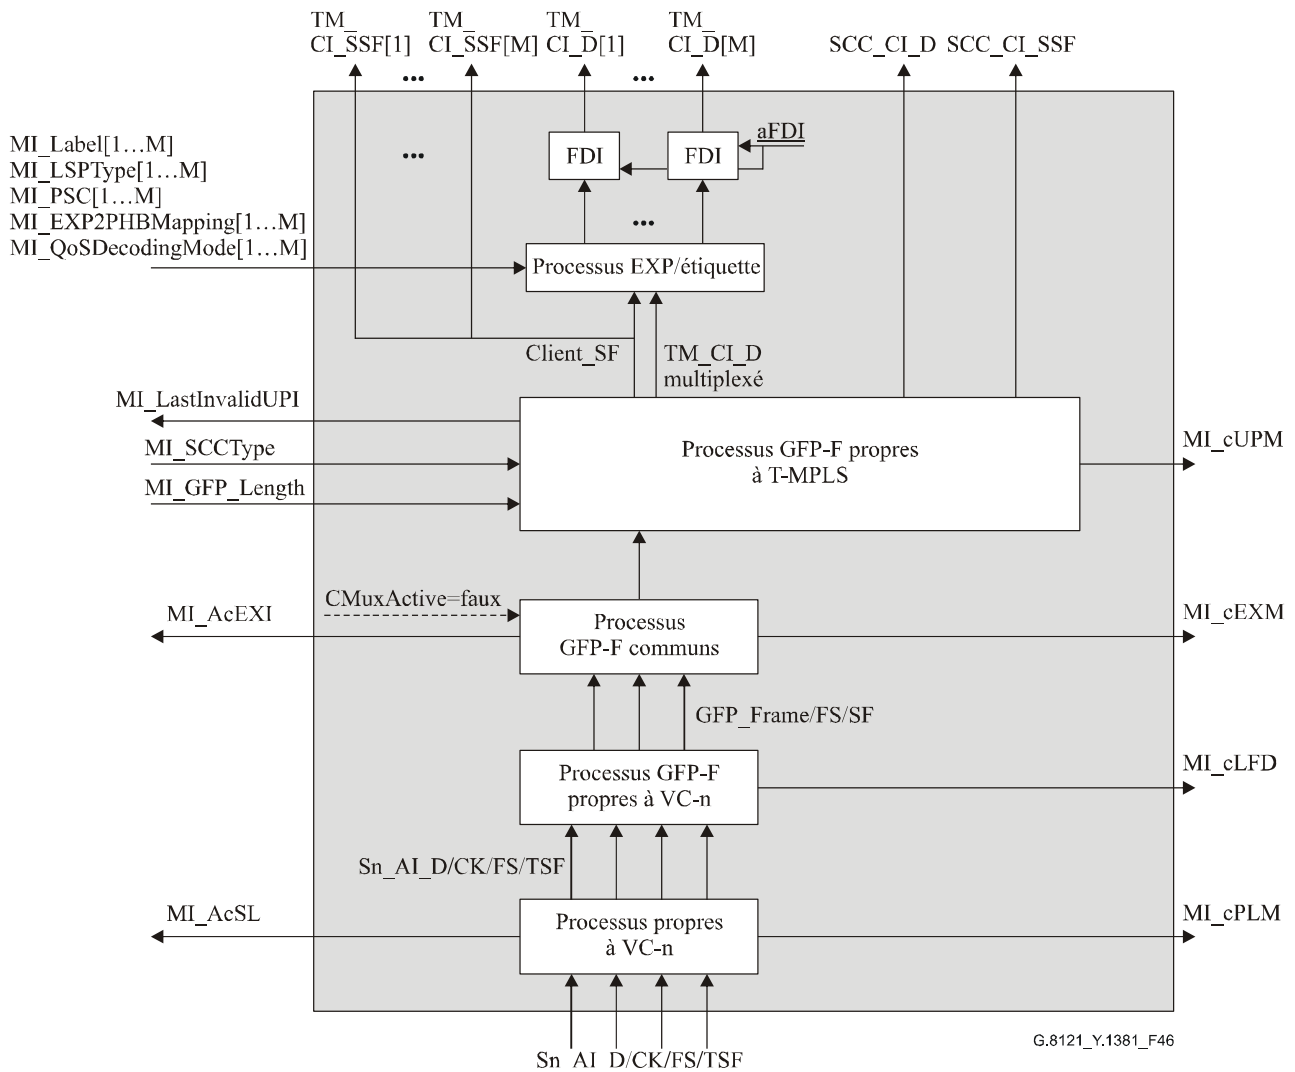 TM_
CI_SSF[1]
TM_
CI_SSF[M]
TM_
CI_D[1]
TM_
CI_D[M]
SCC_CI_D
SCC_CI_SSF
...
...
MI_Label[1…M]
MI_LSPType[1…M]
MI_PSC[1…M]
MI_EXP2PHBMapping[1…M]
MI_QoSDecodingMode[1…M]
...
FDI
FDI
aFDI
...
Processus EXP/étiquette
Client_SF
TM_CI_D
multiplexé
MI_LastInvalidUPI
MI_SCCType
MI_GFP_Length
Processus GFP-F propres
à T-MPLS
MI_cUPM
CMuxActive=faux
MI_AcEXI
Processus
GFP-F communs
MI_cEXM
GFP_Frame/FS/SF
Processus GFP-F
propres à VC-n
MI_cLFD
Sn_AI_D/CK/FS/TSF
MI_AcSL
Processus propres
à VC-n
MI_cPLM
Sn_AI_D/CK/FS/TSF
G.8121_Y.1381_F46